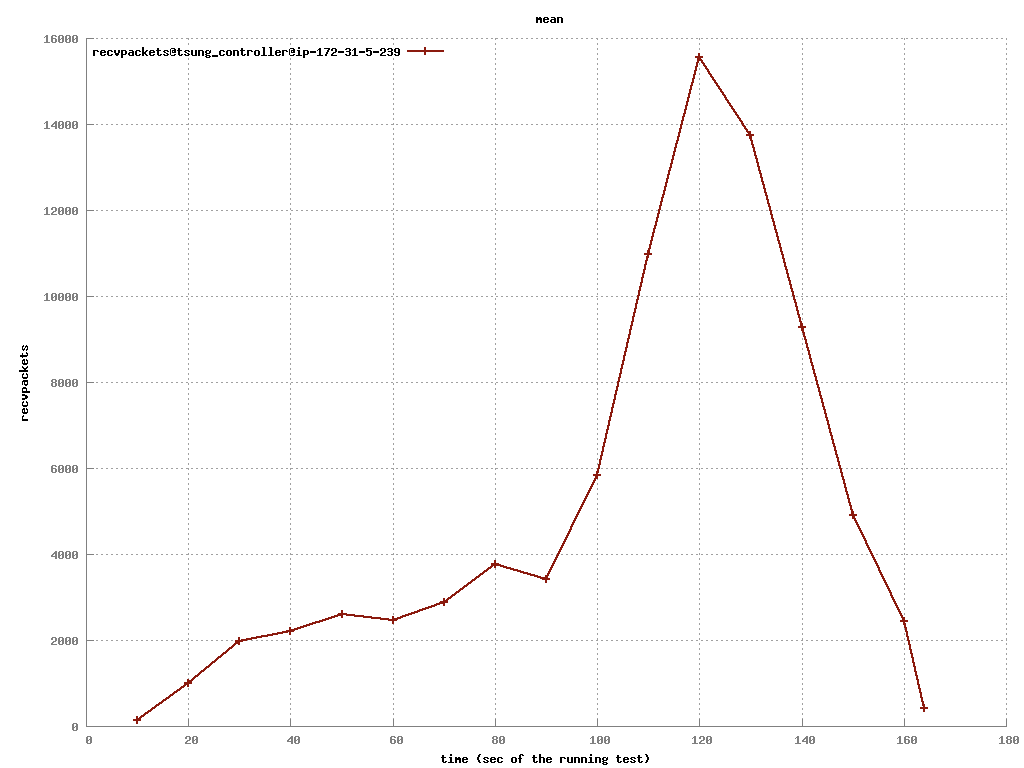 mean
16000
recvpackets@tsung_controller@ip-172-31-5-239
14000
12000
10000
8000
6000
4000
2000
0
recvpackets
0 20 40 60 80 100 120 140 160 180
time (sec of the running test)